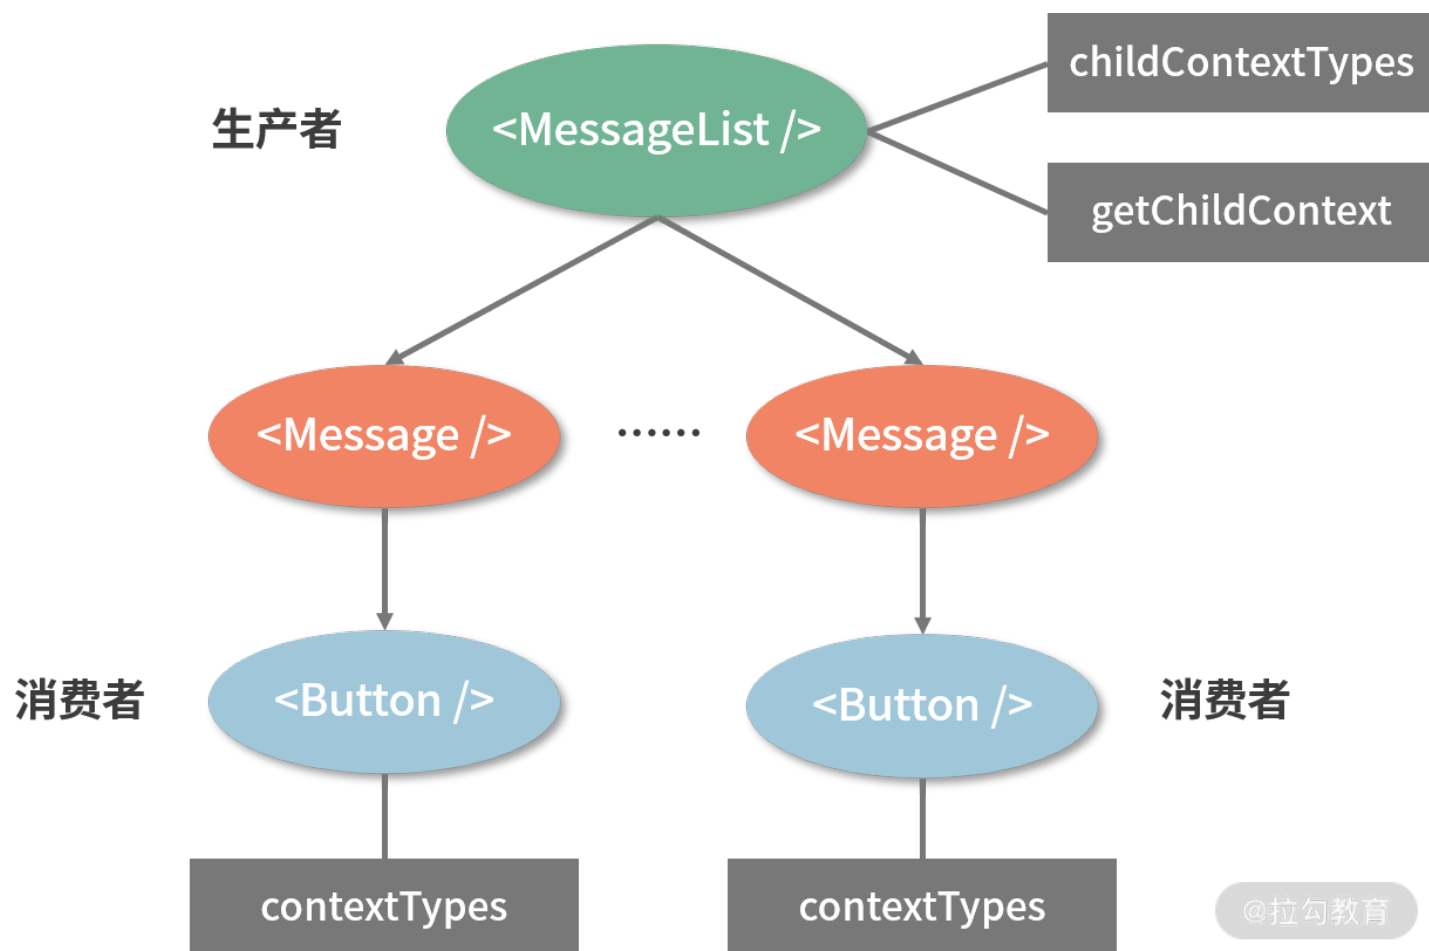 childContextTypes
生产者
<MessageList />
getChildContext
<Message />
······
<Message />
消费者
<Button />
<Button />
消费者
contextTypes
contextTypes
@拉勾教育